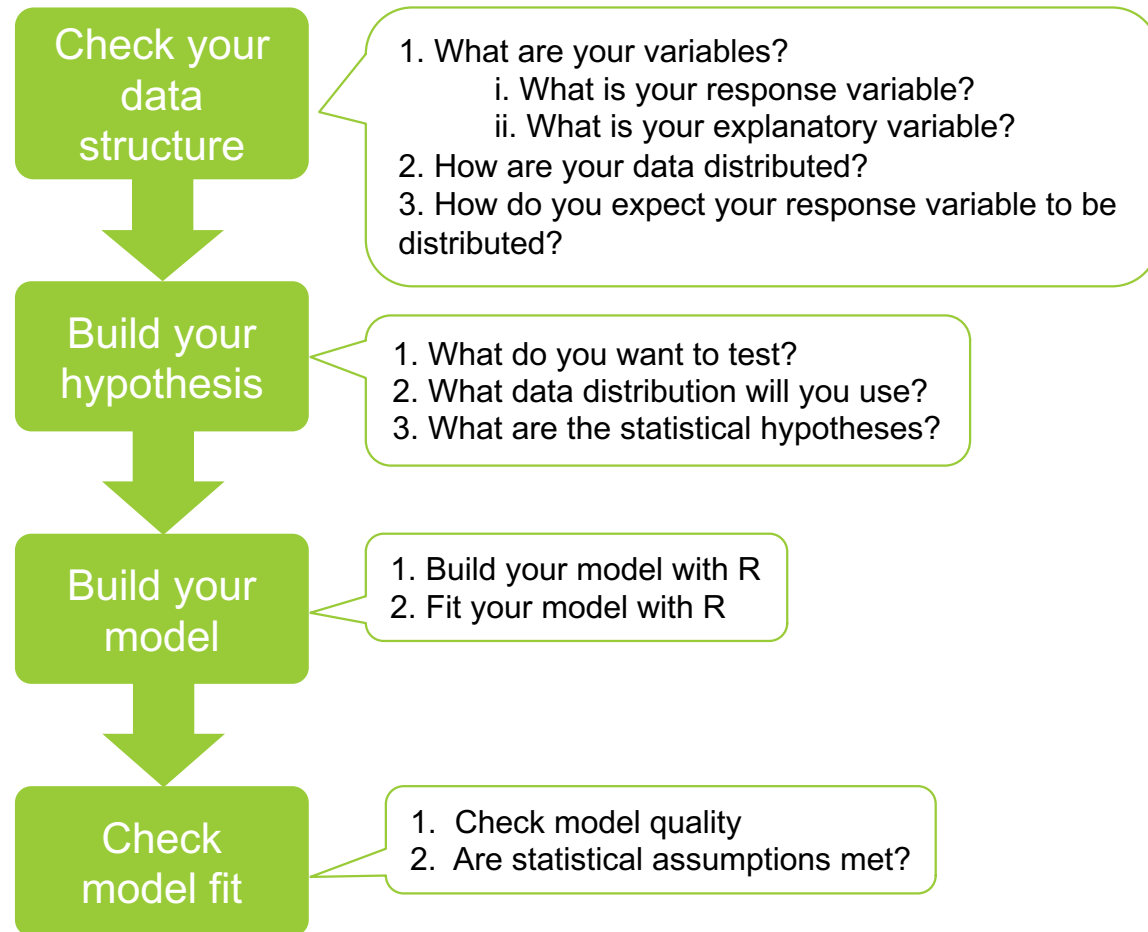 Check your
data
structure
1. What are your variables?
i. What is your response variable?
ii. What is your explanatory variable?
2. How are your data distributed?
3. How do you expect your response variable to be
distributed?
Build your
hypothesis
1. What do you want to test?
2. What data distribution will you use?
3. What are the statistical hypotheses?
Build your
model
1. Build your model with R
2. Fit your model with R
Check
model fit
1. Check model quality
2. Are statistical assumptions met?